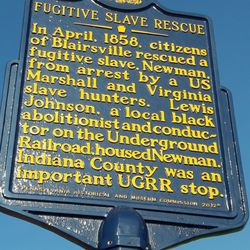 FUGITIVE SLAVE RESCUE
In April, 1858, citizens
of Blairsville rescued a
fugitive slave, Newman,
from arrest by a US
Marshall and Virginia
slave hunters. Lewis
Johnson, a local black
abolitionist and conduc-
tor on the Underground
Railroad, housed Newman.
Indiana County was an
important UGRR stop.
PENNSYLVANIA HISTORICAL AND MUSEUM COMMISSION 2012